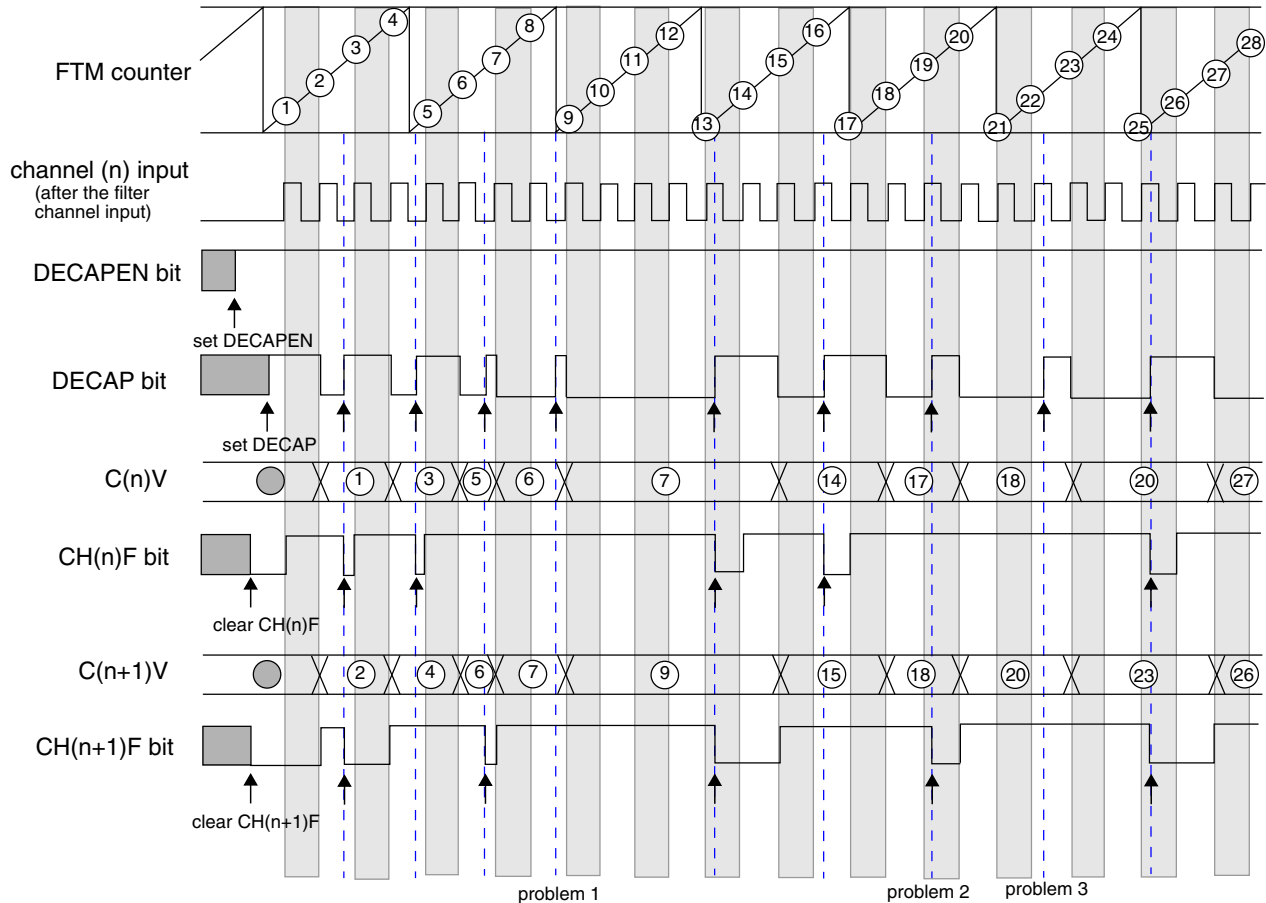 4 8 12 16 20 24 28
3 7 11 15 19 23 27
FTM counter
2 6 10 14 18 22 26
1 5 9 13 17 21 25
channel (n) input
(after the filter
channel input)
DECAPEN bit
set DECAPEN
DECAP bit
set DECAP
C(n)V 1 3 5 6 7 14 17 18 20 27
CH(n)F bit
clear CH(n)F
C(n+1)V 2 4 6 7 9 15 18 20 23 26
CH(n+1)F bit
clear CH(n+1)F
problem 1 problem 2 problem 3